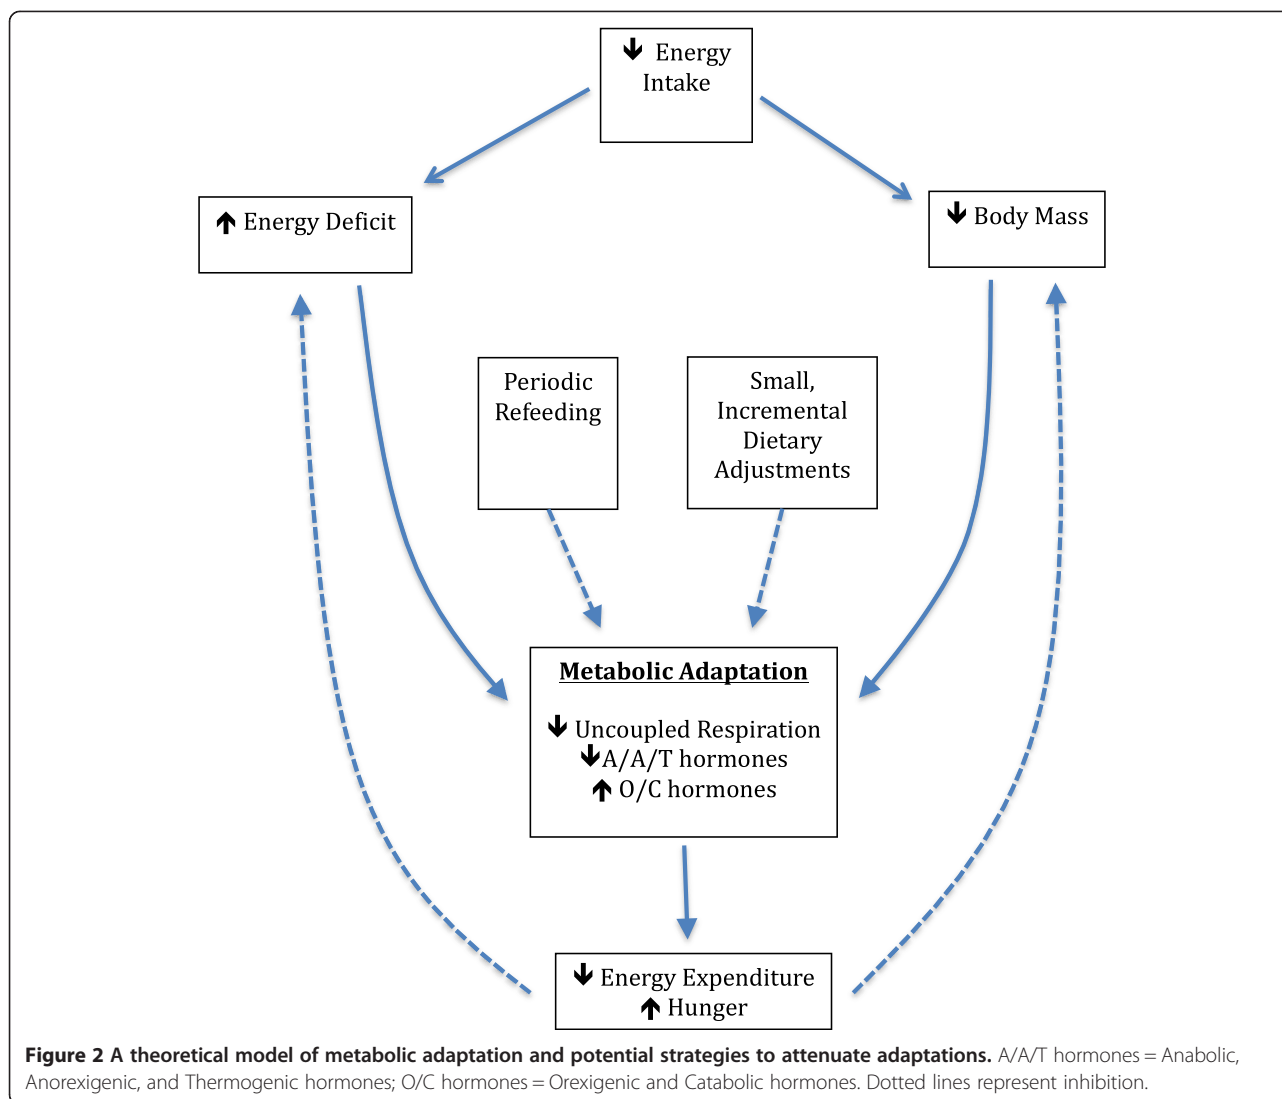 ↓ Energy
Intake
↑ Energy Deficit
↓ Body Mass
Periodic
Refeeding
Small,
Incremental
Dietary
Adjustments
Metabolic Adaptation
↓ Uncoupled Respiration
↓A/A/T hormones
↑ O/C hormones
↓ Energy Expenditure
↑ Hunger
Figure 2 A theoretical model of metabolic adaptation and potential strategies to attenuate adaptations. A/A/T hormones = Anabolic,
Anorexigenic, and Thermogenic hormones; O/C hormones = Orexigenic and Catabolic hormones. Dotted lines represent inhibition.